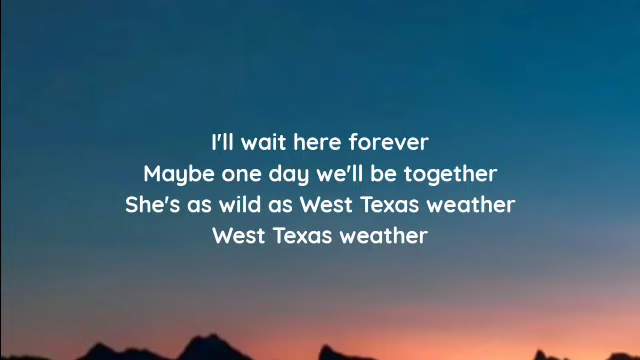 I'll wait here forever
Maybe one day we'll be together
She's as wild as West Texas weather
West Texas weather